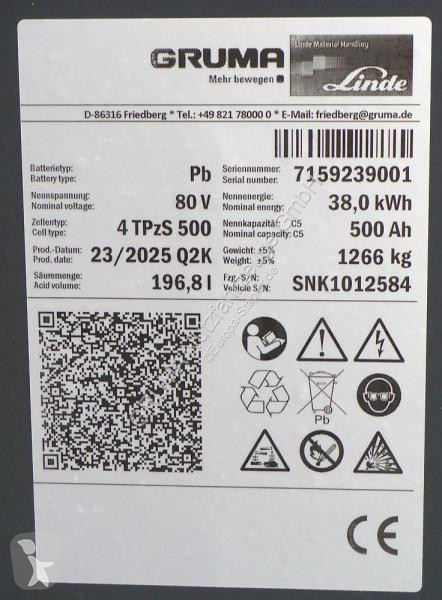 GRUMA
Mehr bewegen
Linde Material Handling
Linde
D-86316 Friedberg * Tel.: +49 821 78000 0 * E-Mail: friedberg@gruma.de
Batterietyp:
Battery type:
Pb
Seriennummer:
Serial number:
7159239001
Nennspannung:
Nominal voltage:
80 V
Nennenergie:
Nominal energy:
38,0 kWh
Zellentyp:
Cell type:
4 TPzS 500
Nennkapazität: C5
Nominal capacity: C5
500 Ah
Prod.-Datum:
Prod. date:
23/2025 Q2K
Gewicht: ±5%
Weight: ±5%
1266 kg
Säuremenge:
Acid volume:
196,8 l
Fzg.-S/N:
Vehicle S/N:
SNK1012584
Pb
CE